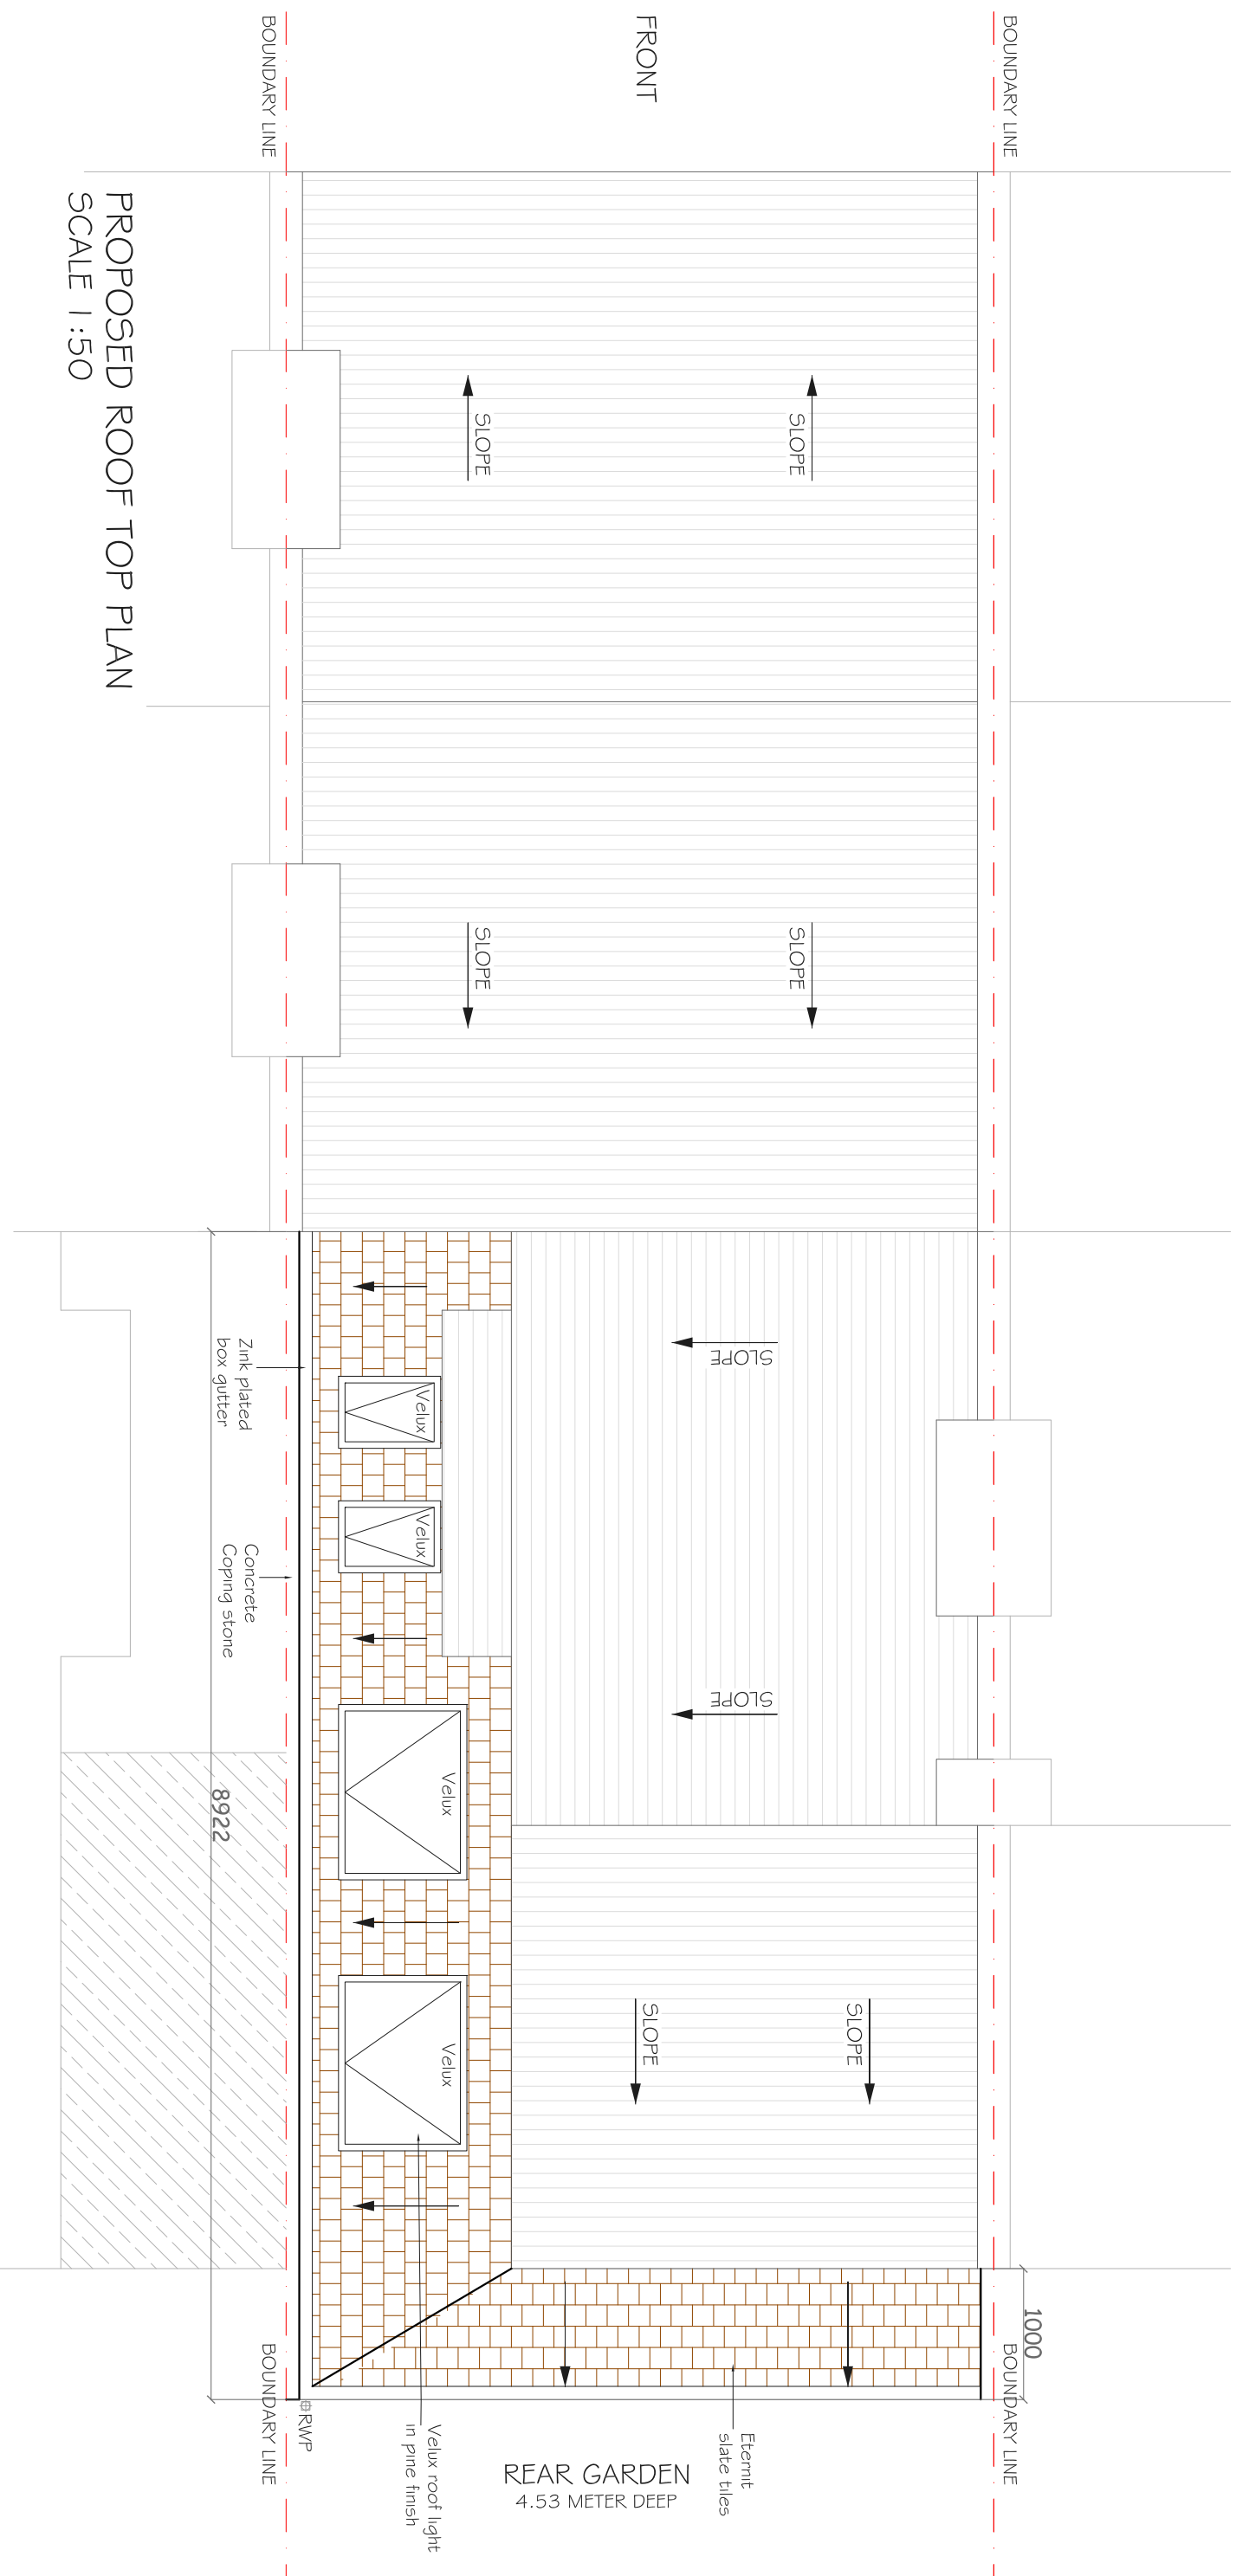 BOUNDARY LINE
BOUNDARY LINE
FRONT
PROPOSED ROOF TOP PLAN
SCALE 1:50
SLOPE
SLOPE
SLOPE
SLOPE
SLOPE
SLOPE
Zink plated
box gutter
Velux
Velux
Concrete
Coping stone
Velux
8922
Velux
SLOPE
SLOPE
1000
BOUNDARY LINE
BOUNDARY LINE
RWP
Velux roof light
in pine finish
Eternit
slate tiles
REAR GARDEN
4.53 METER DEEP